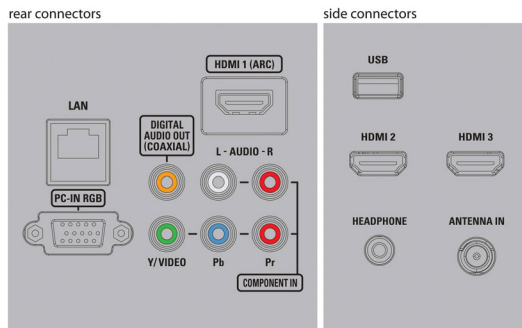 rear connectors
side connectors
HDMI 1 (ARC)
LAN
DIGITAL
AUDIO OUT
(COAXIAL)
L - AUDIO - R
PC-IN RGB
Y/VIDEO
Pb
Pr
COMPONENT IN
USB
HDMI 2
HDMI 3
HEADPHONE
ANTENNA IN